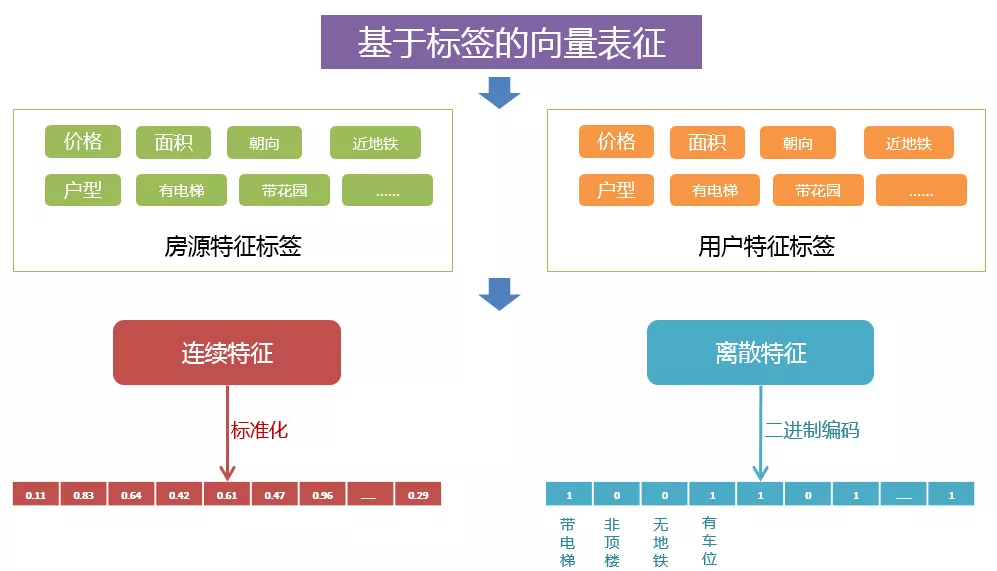 基于标签的向量表征
价格 面积 朝向 近地铁
户型 有电梯 带花园 ......
房源特征标签
价格 面积 朝向 近地铁
户型 有电梯 带花园 ......
用户特征标签
连续特征
标准化
0.11 0.83 0.64 0.42 0.61 0.47 0.96 ...... 0.29
离散特征
二进制编码
1 0 0 1 1 0 1 ...... 1
带电梯
非顶楼
无地铁
有车位